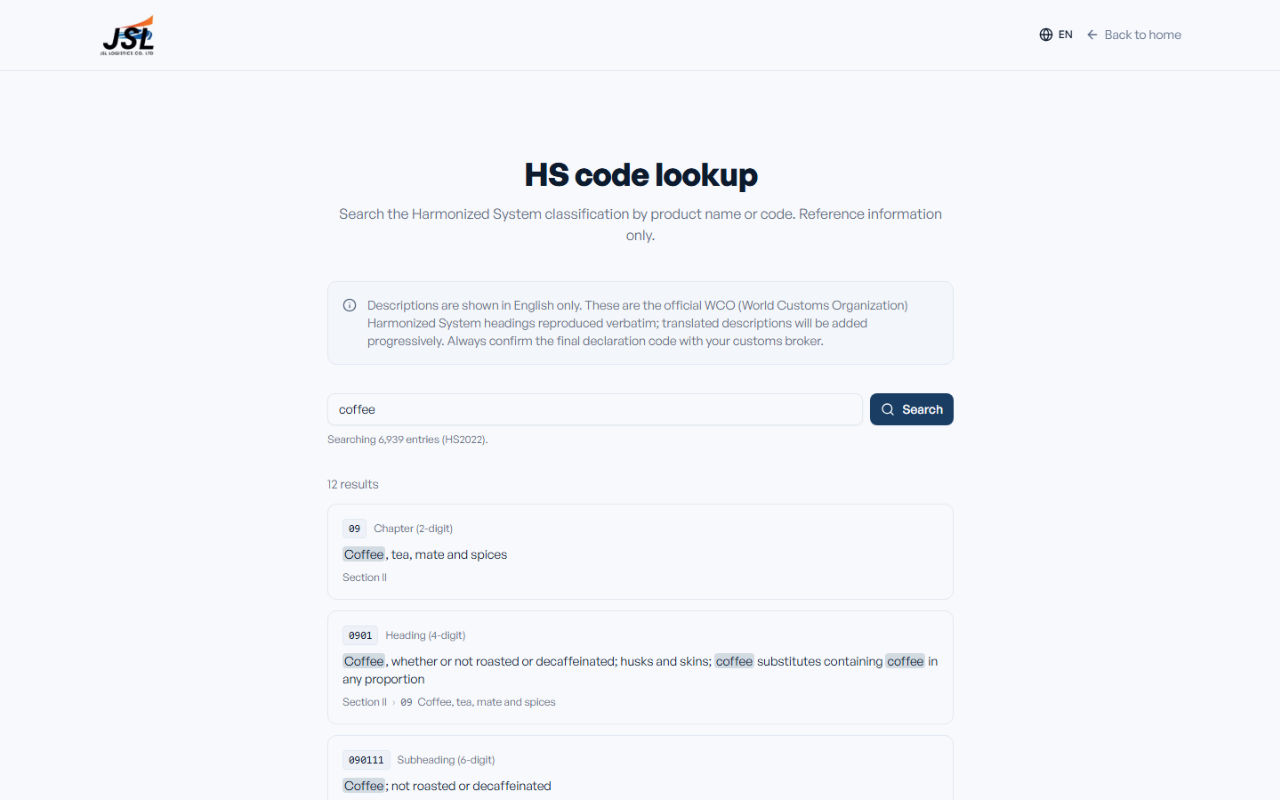 JSL
JSL LOGISTICS CO. LTD
EN
Back to home
HS code lookup
Search the Harmonized System classification by product name or code. Reference information
only.
Descriptions are shown in English only. These are the official WCO (World Customs Organization)
Harmonized System headings reproduced verbatim; translated descriptions will be added
progressively. Always confirm the final declaration code with your customs broker.
coffee
Search
Searching 6,939 entries (HS2022).
12 results
09 Chapter (2-digit)
Coffee, tea, mate and spices
Section II
0901 Heading (4-digit)
Coffee, whether or not roasted or decaffeinated; husks and skins; coffee substitutes containing coffee in
any proportion
Section II › 09 Coffee, tea, mate and spices
090111 Subheading (6-digit)
Coffee; not roasted or decaffeinated